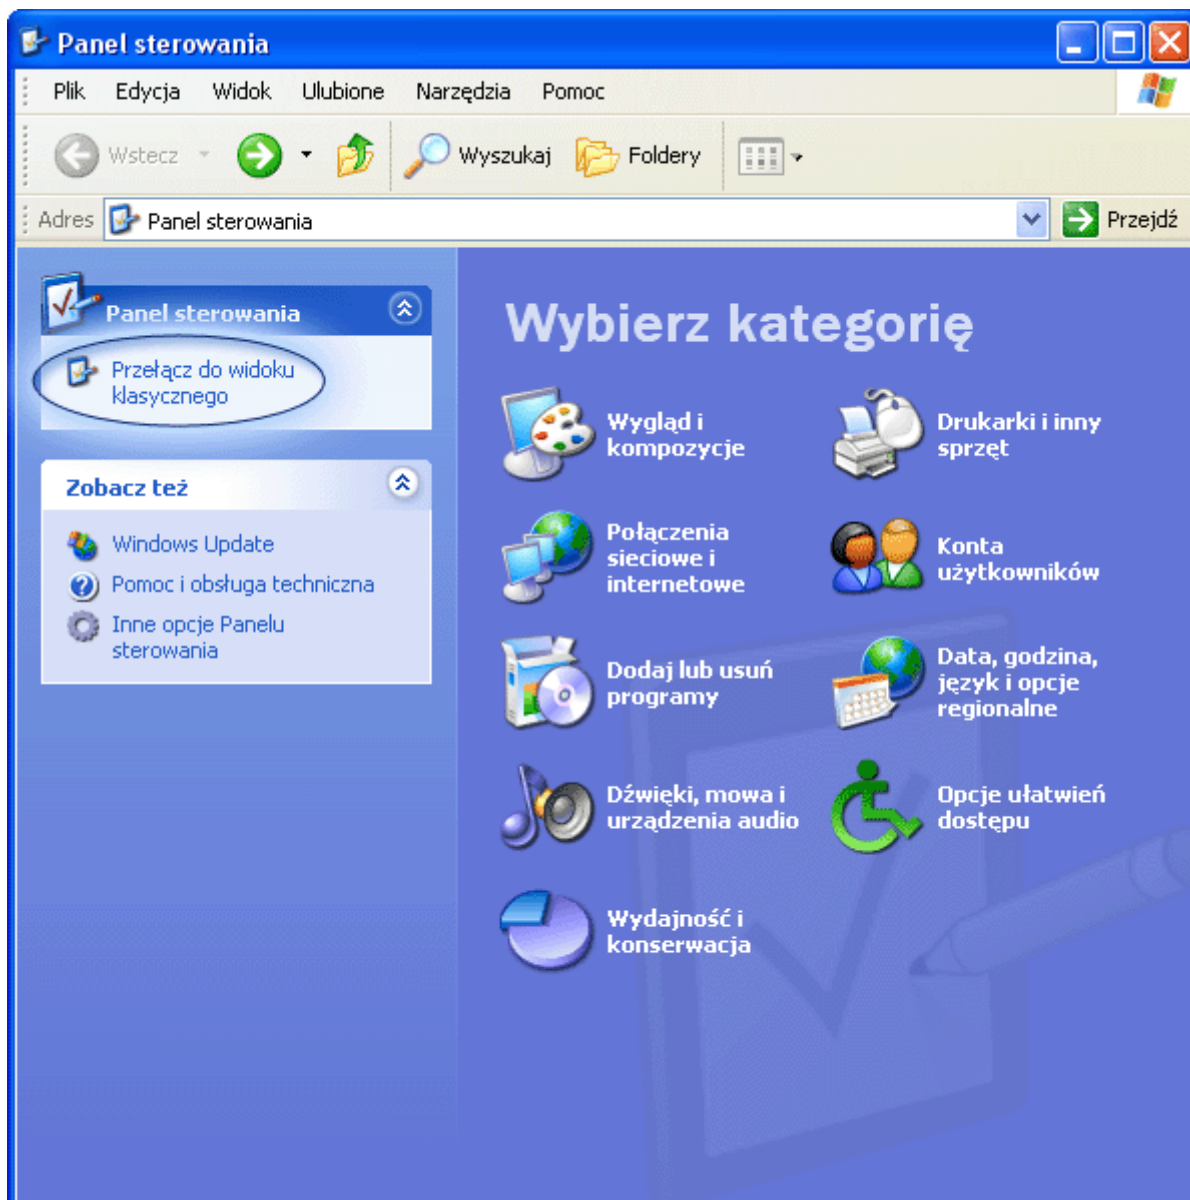 Panel sterowania
Plik Edycja Widok Ulubione Narzędzia Pomoc
Wstecz Wyszukaj Foldery
Adres Panel sterowania Przejdź
Panel sterowania
Przełącz do widoku
klasycznego
Zobacz też
Windows Update
Pomoc i obsługa techniczna
Inne opcje Panelu
sterowania
Wybierz kategorię
Wygląd i
kompozycje
Drukarki i inny
sprzęt
Połączenia
sieciowe i
internetowe
Konta
użytkowników
Dodaj lub usuń
programy
Data, godzina,
język i opcje
regionalne
Dźwięki, mowa i
urządzenia audio
Opcje ułatwień
dostępu
Wydajność i
konserwacja